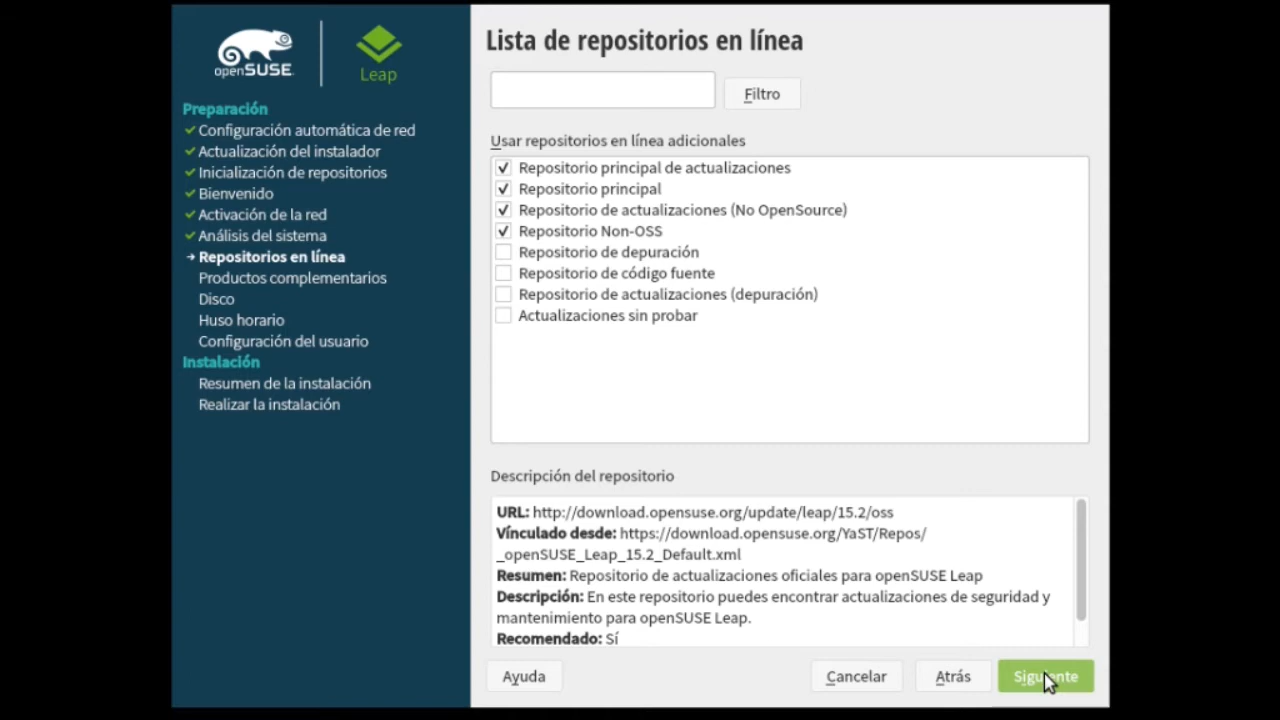 openSUSE
Leap
Preparación
Configuración automática de red
Actualización del instalador
Inicialización de repositorios
Bienvenido
Activación de la red
Análisis del sistema
Repositorios en línea
Productos complementarios
Disco
Huso horario
Configuración del usuario
Instalación
Resumen de la instalación
Realizar la instalación
Lista de repositorios en línea
Filtro
Usar repositorios en línea adicionales
Repositorio principal de actualizaciones
Repositorio principal
Repositorio de actualizaciones (No OpenSource)
Repositorio Non-OSS
Repositorio de depuración
Repositorio de código fuente
Repositorio de actualizaciones (depuración)
Actualizaciones sin probar
Descripción del repositorio
URL: http://download.opensuse.org/update/leap/15.2/oss
Vínculado desde: https://download.opensuse.org/YaST/Repos/
_openSUSE_Leap_15.2_Default.xml
Resumen: Repositorio de actualizaciones oficiales para openSUSE Leap
Descripción: En este repositorio puedes encontrar actualizaciones de seguridad y
mantenimiento para openSUSE Leap.
Recomendado: Sí
Ayuda
Cancelar
Atrás
Siguiente